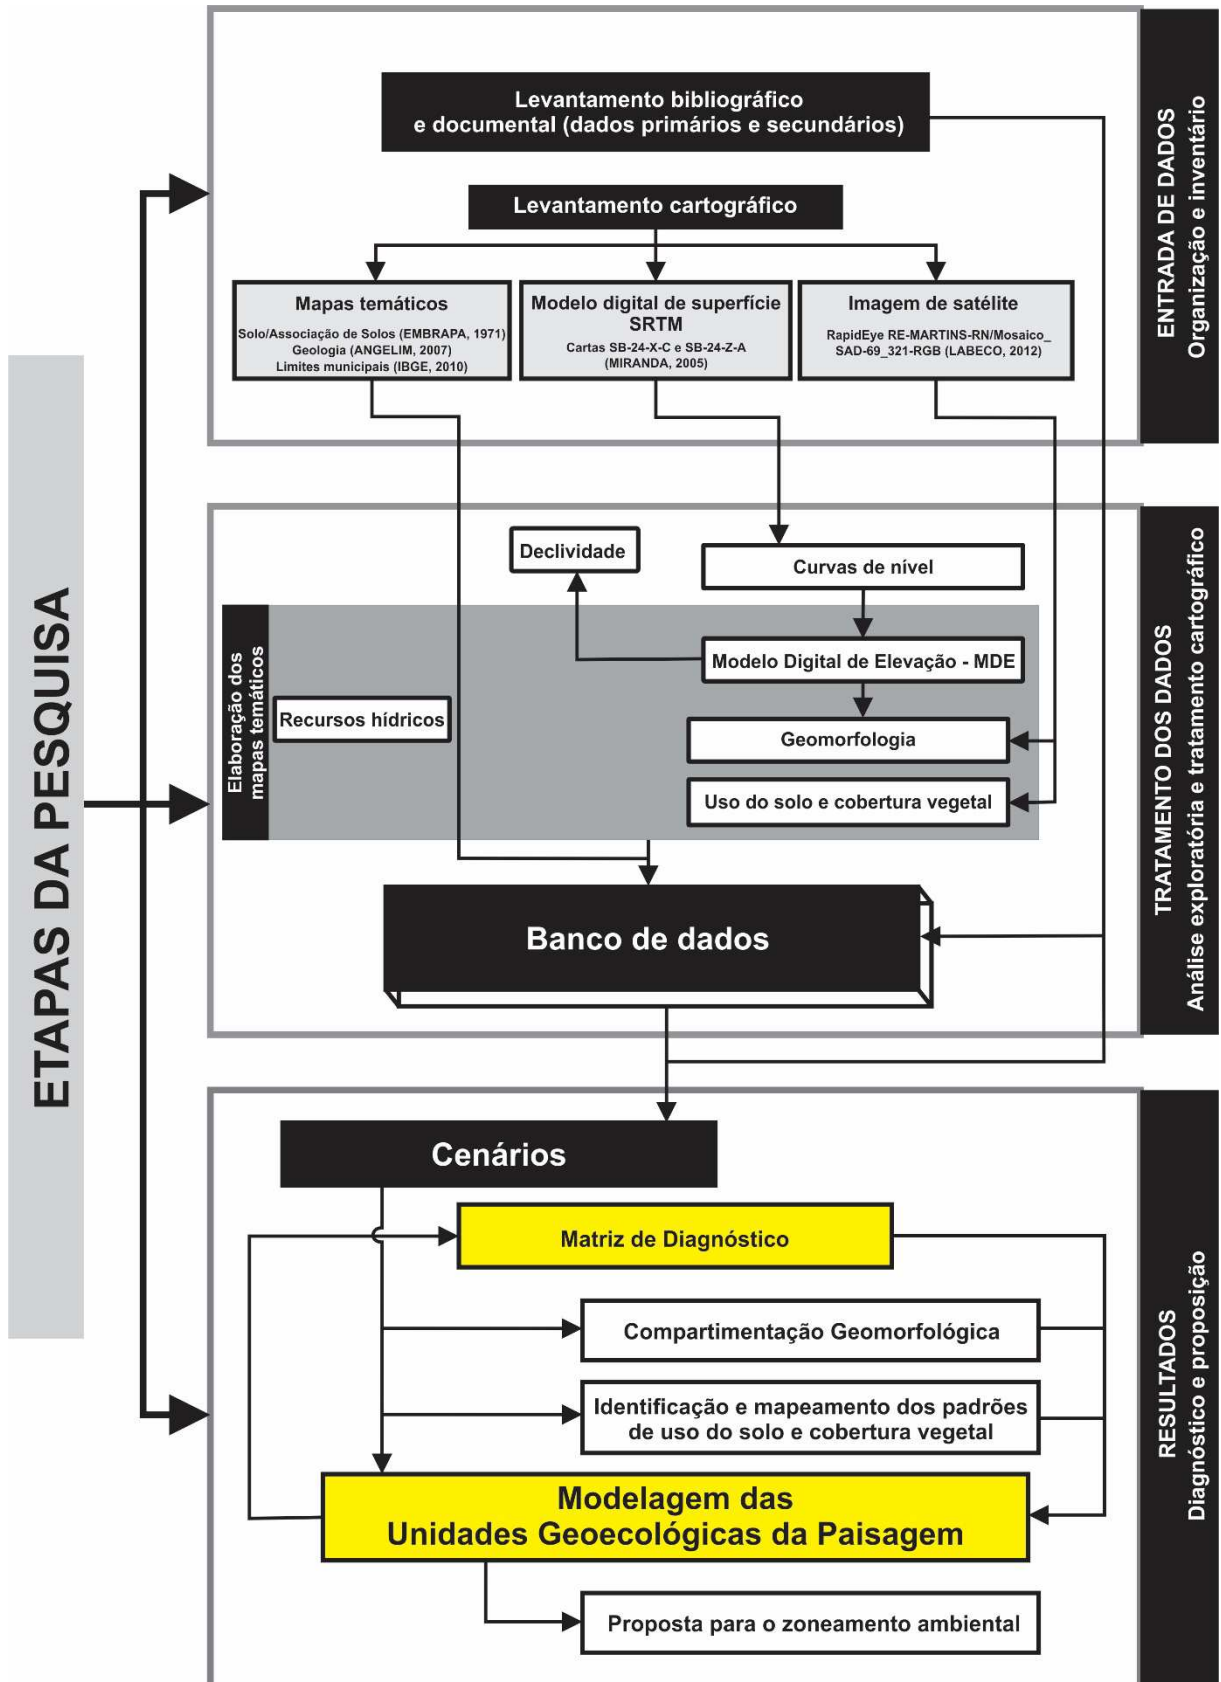 ETAPAS DA PESQUISA
Levantamento bibliográfico
e documental (dados primários e secundários)
Levantamento cartográfico
Mapas temáticos
Solo/Associação de Solos (EMBRAPA, 1971)
Geologia (ANGELIM, 2007)
Limites municipais (IBGE, 2010)
Modelo digital de superfície
SRTM
Cartas SB-24-X-C e SB-24-Z-A
(MIRANDA, 2005)
Imagem de satélite
RapidEye RE-MARTINS-RN/Mosaico_
SAD-69_321-RGB (LABECO, 2012)
ENTRADA DE DADOS
Organização e inventário
Declividade
Curvas de nível
Elaboração dos
mapas temáticos
Modelo Digital de Elevação - MDE
Recursos hídricos
Geomorfologia
Uso do solo e cobertura vegetal
Banco de dados
TRATAMENTO DOS DADOS
Análise exploratória e tratamento cartográfico
Cenários
Matriz de Diagnóstico
Compartimentação Geomorfológica
Identificação e mapeamento dos padrões
de uso do solo e cobertura vegetal
Modelagem das
Unidades Geoecológicas da Paisagem
Proposta para o zoneamento ambiental
RESULTADOS
Diagnóstico e proposição